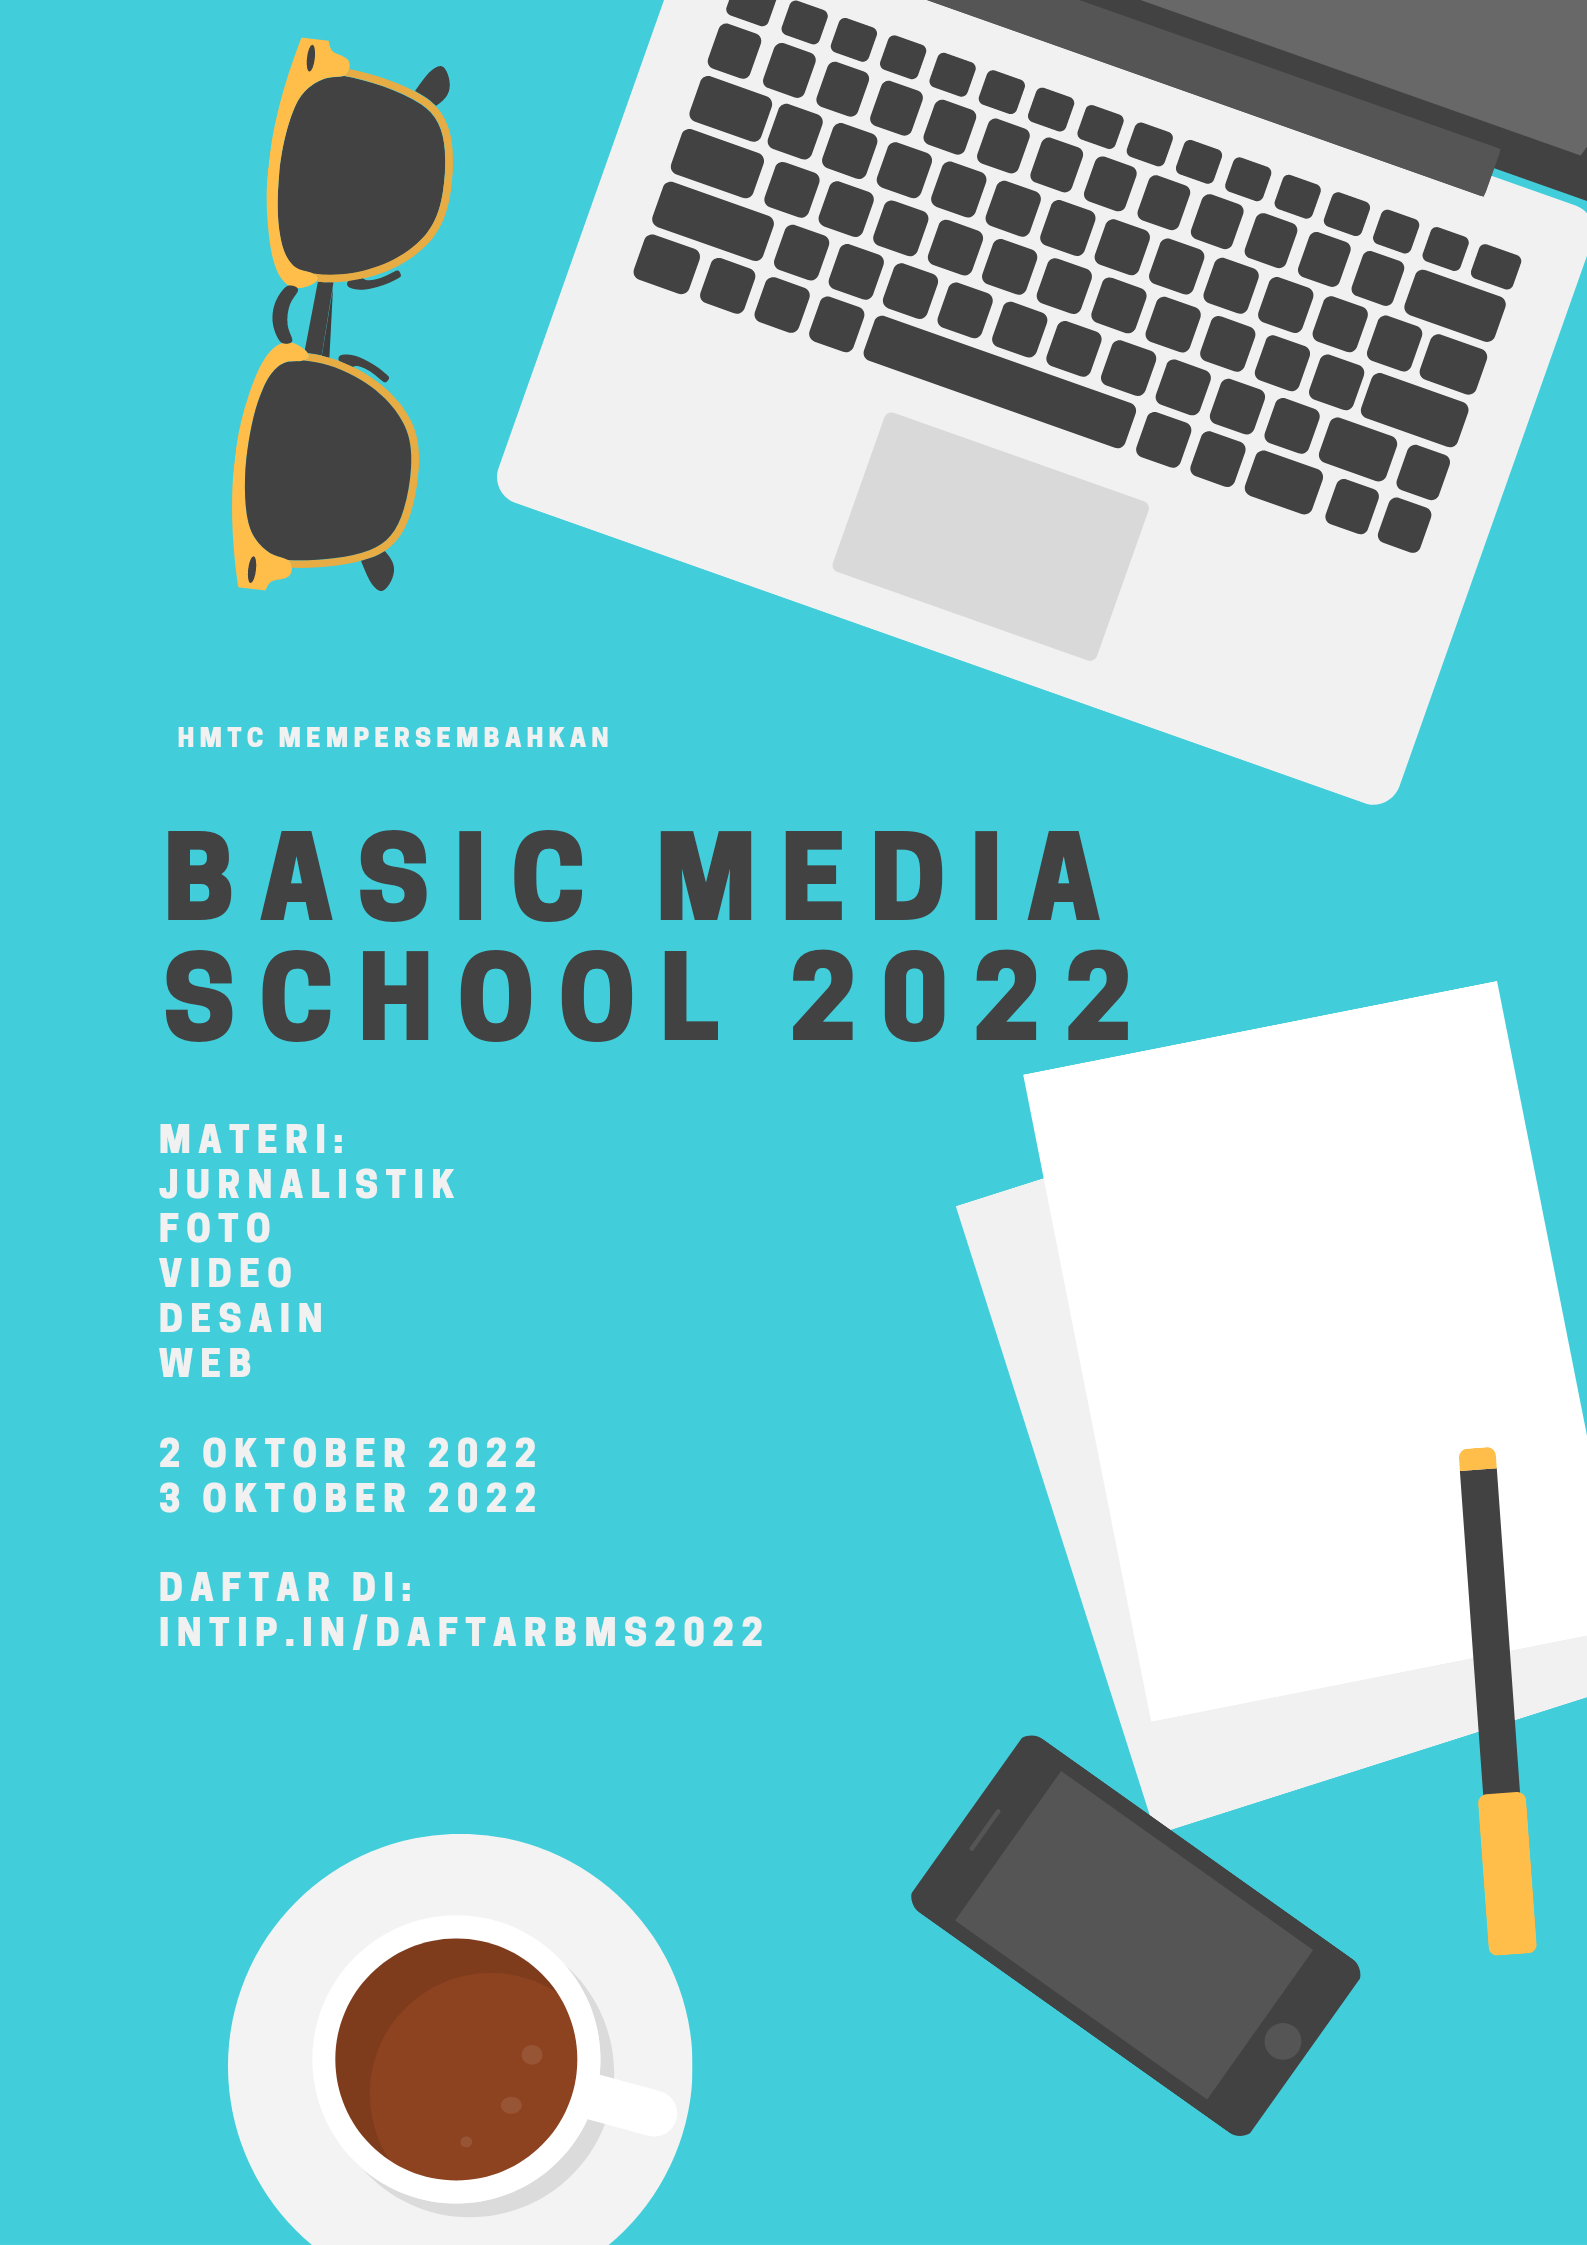 HMTC MEMPERSEMBAHKAN
BASIC MEDIA
SCHOOL 2022
MATERI:
JURNALISTIK
FOTO
VIDEO
DESAIN
WEB
2 OKTOBER 2022
3 OKTOBER 2022
DAFTAR DI:
INTIP.IN/DAFTARBMS2022